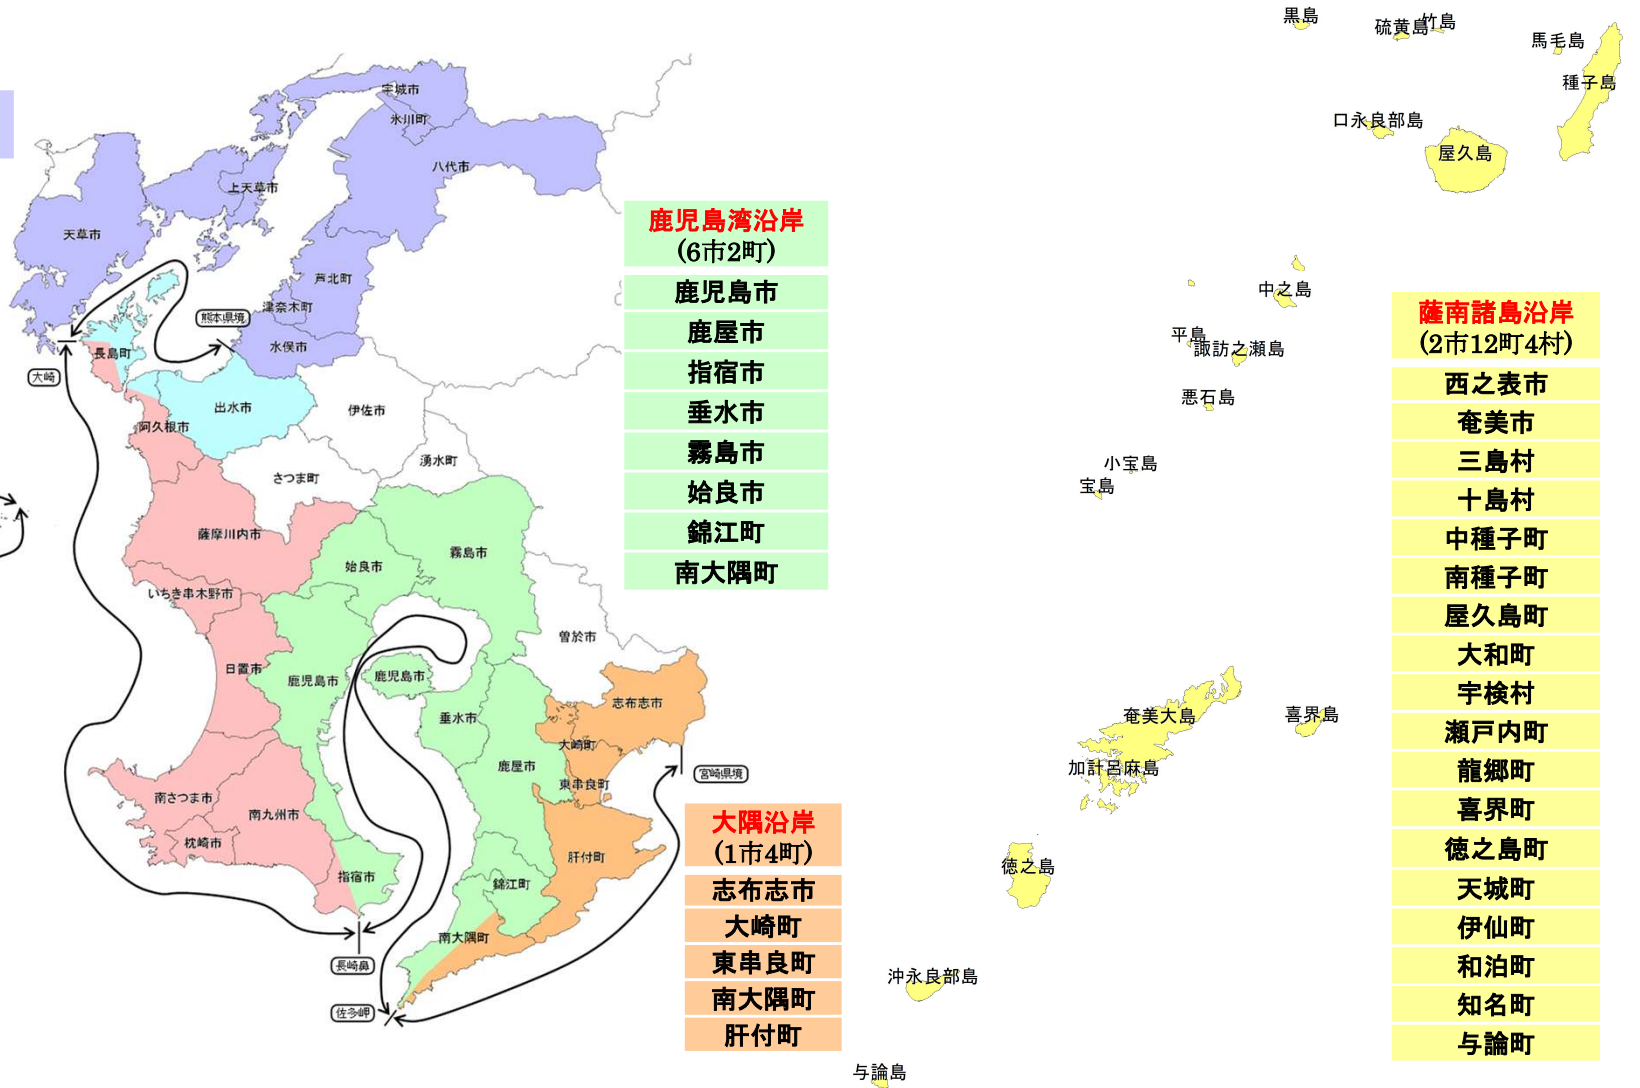 黒島
硫黄島
竹島
馬毛島
種子島
口永良部島
屋久島
宇城市
氷川町
八代市
上天草市
天草市
芦北町
津奈木町
熊本県境
水俣市
長島町
大崎
出水市
伊佐市
阿久根市
湧水町
さつま町
薩摩川内市
霧島市
姶良市
いちき串木野市
曽於市
日置市
鹿児島市
鹿児島市
志布志市
垂水市
大崎町
鹿屋市
宮崎県境
東串良町
南さつま市
南九州市
枕崎市
肝付町
指宿市
錦江町
南大隅町
長崎鼻
佐多岬
鹿児島湾沿岸
(6市2町)
鹿児島市
鹿屋市
指宿市
垂水市
霧島市
姶良市
錦江町
南大隅町
大隅沿岸
(1市4町)
志布志市
大崎町
東串良町
南大隅町
肝付町
中之島
平島
諏訪之瀬島
悪石島
小宝島
宝島
奄美大島
喜界島
加計呂麻島
徳之島
沖永良部島
与論島
薩南諸島沿岸
(2市12町4村)
西之表市
奄美市
三島村
十島村
中種子町
南種子町
屋久島町
大和町
宇検村
瀬戸内町
龍郷町
喜界町
徳之島町
天城町
伊仙町
和泊町
知名町
与論町